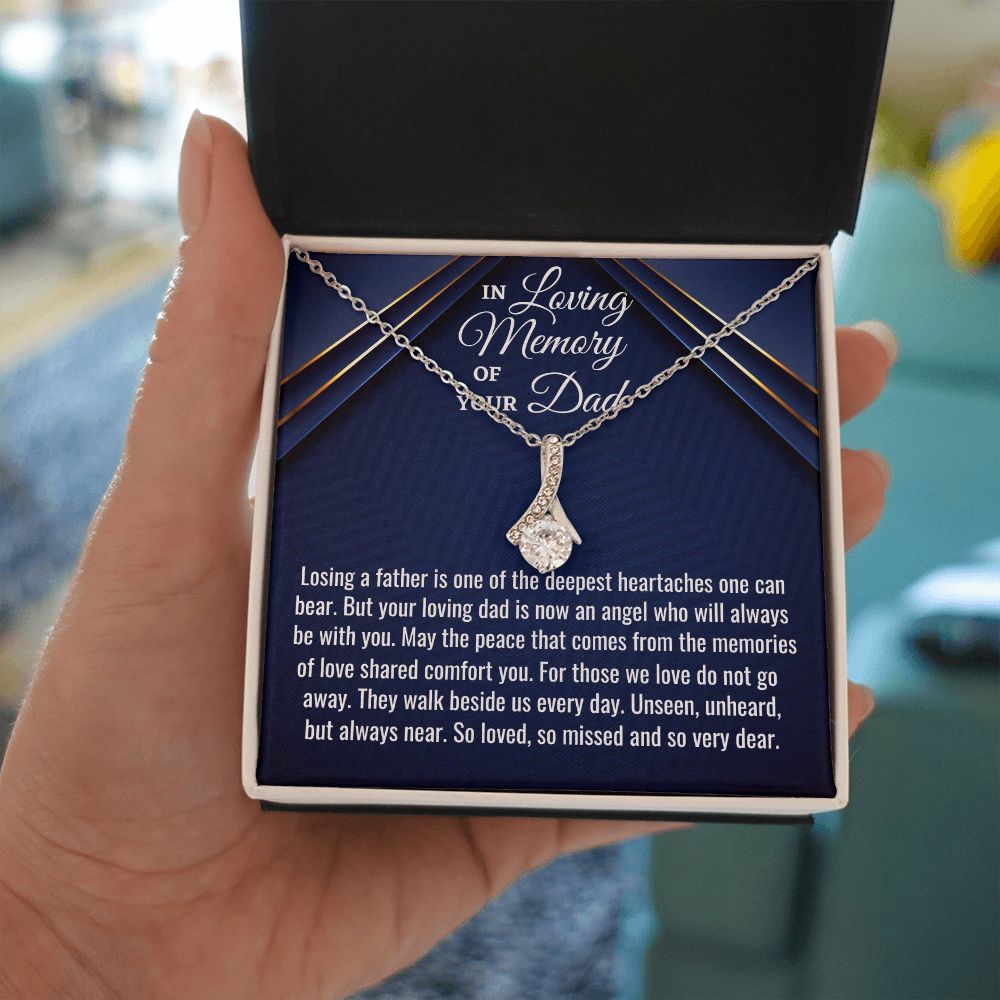 IN Loving
Memory
OF
YOUR Dad
Losing a father is one of the deepest heartaches one can
bear. But your loving dad is now an angel who will always
be with you. May the peace that comes from the memories
of love shared comfort you. For those we love do not go
away. They walk beside us every day. Unseen, unheard,
but always near. So loved, so missed and so very dear.